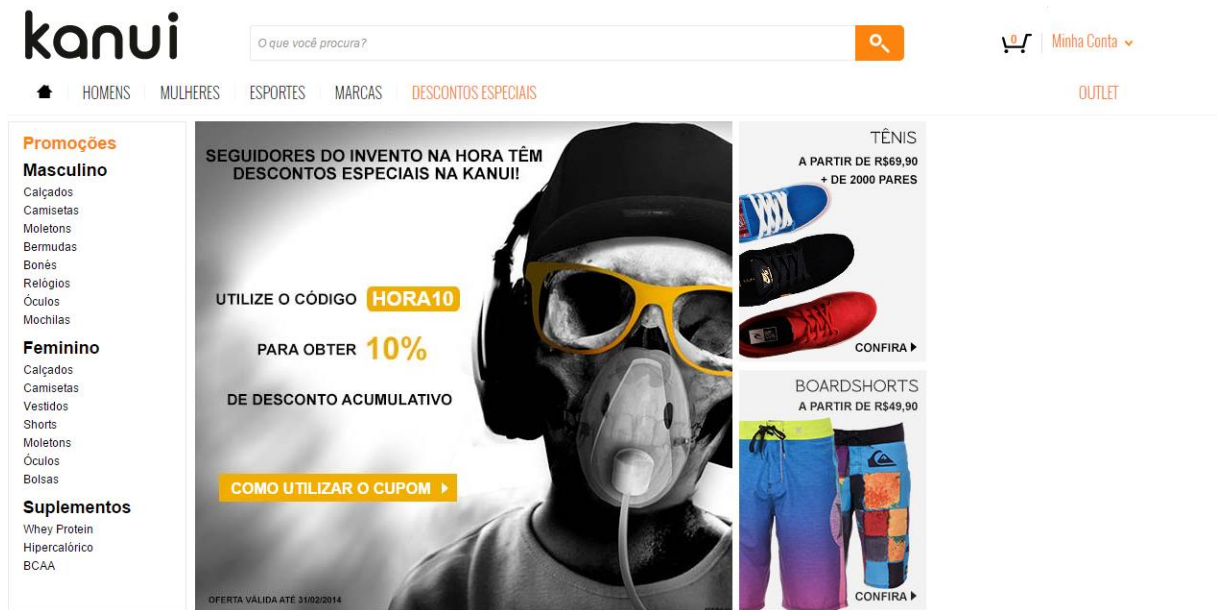 kanui
O que você procura?
0
Minha Conta
HOMENS
MULHERES
ESPORTES
MARCAS
DESCONTOS ESPECIAIS
OUTLET
Promoções
Masculino
Calçados
Camisetas
Moletons
Bermudas
Bonés
Relógios
Óculos
Mochilas
Feminino
Calçados
Camisetas
Vestidos
Shorts
Moletons
Óculos
Bolsas
Suplementos
Whey Protein
Hipercalórico
BCAA
SEGUIDORES DO INVENTO NA HORA TÊM
DESCONTOS ESPECIAIS NA KANUI!
UTILIZE O CÓDIGO HORA10
PARA OBTER 10%
DE DESCONTO ACUMULATIVO
COMO UTILIZAR O CUPOM
OFERTA VÁLIDA ATÉ 31/02/2014
TÊNIS
A PARTIR DE R$69,90
+ DE 2000 PARES
CONFIRA
BOARDSHORTS
A PARTIR DE R$49,90
CONFIRA